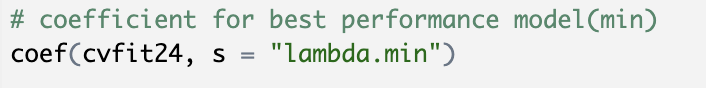 # coefficient for best performance model(min)
coef(cvfit24, s = "lambda.min")